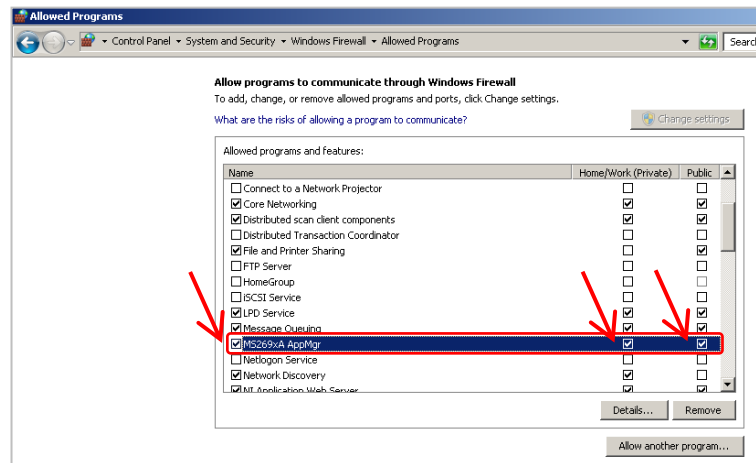 Allowed Programs
Control Panel System and Security Windows Firewall Allowed Programs Search
Allow programs to communicate through Windows Firewall
To add, change, or remove allowed programs and ports, click Change settings.
What are the risks of allowing a program to communicate? Change settings
Allowed programs and features:
Name Home/Work (Private) Public
Connect to a Network Projector
Core Networking
Distributed scan client components
Distributed Transaction Coordinator
File and Printer Sharing
FTP Server
HomeGroup
iSCSI Service
LPD Service
Message Queuing
MS269xA AppMgr
Netlogon Service
Network Discovery
NI Application Web Server
Details... Remove
Allow another program...